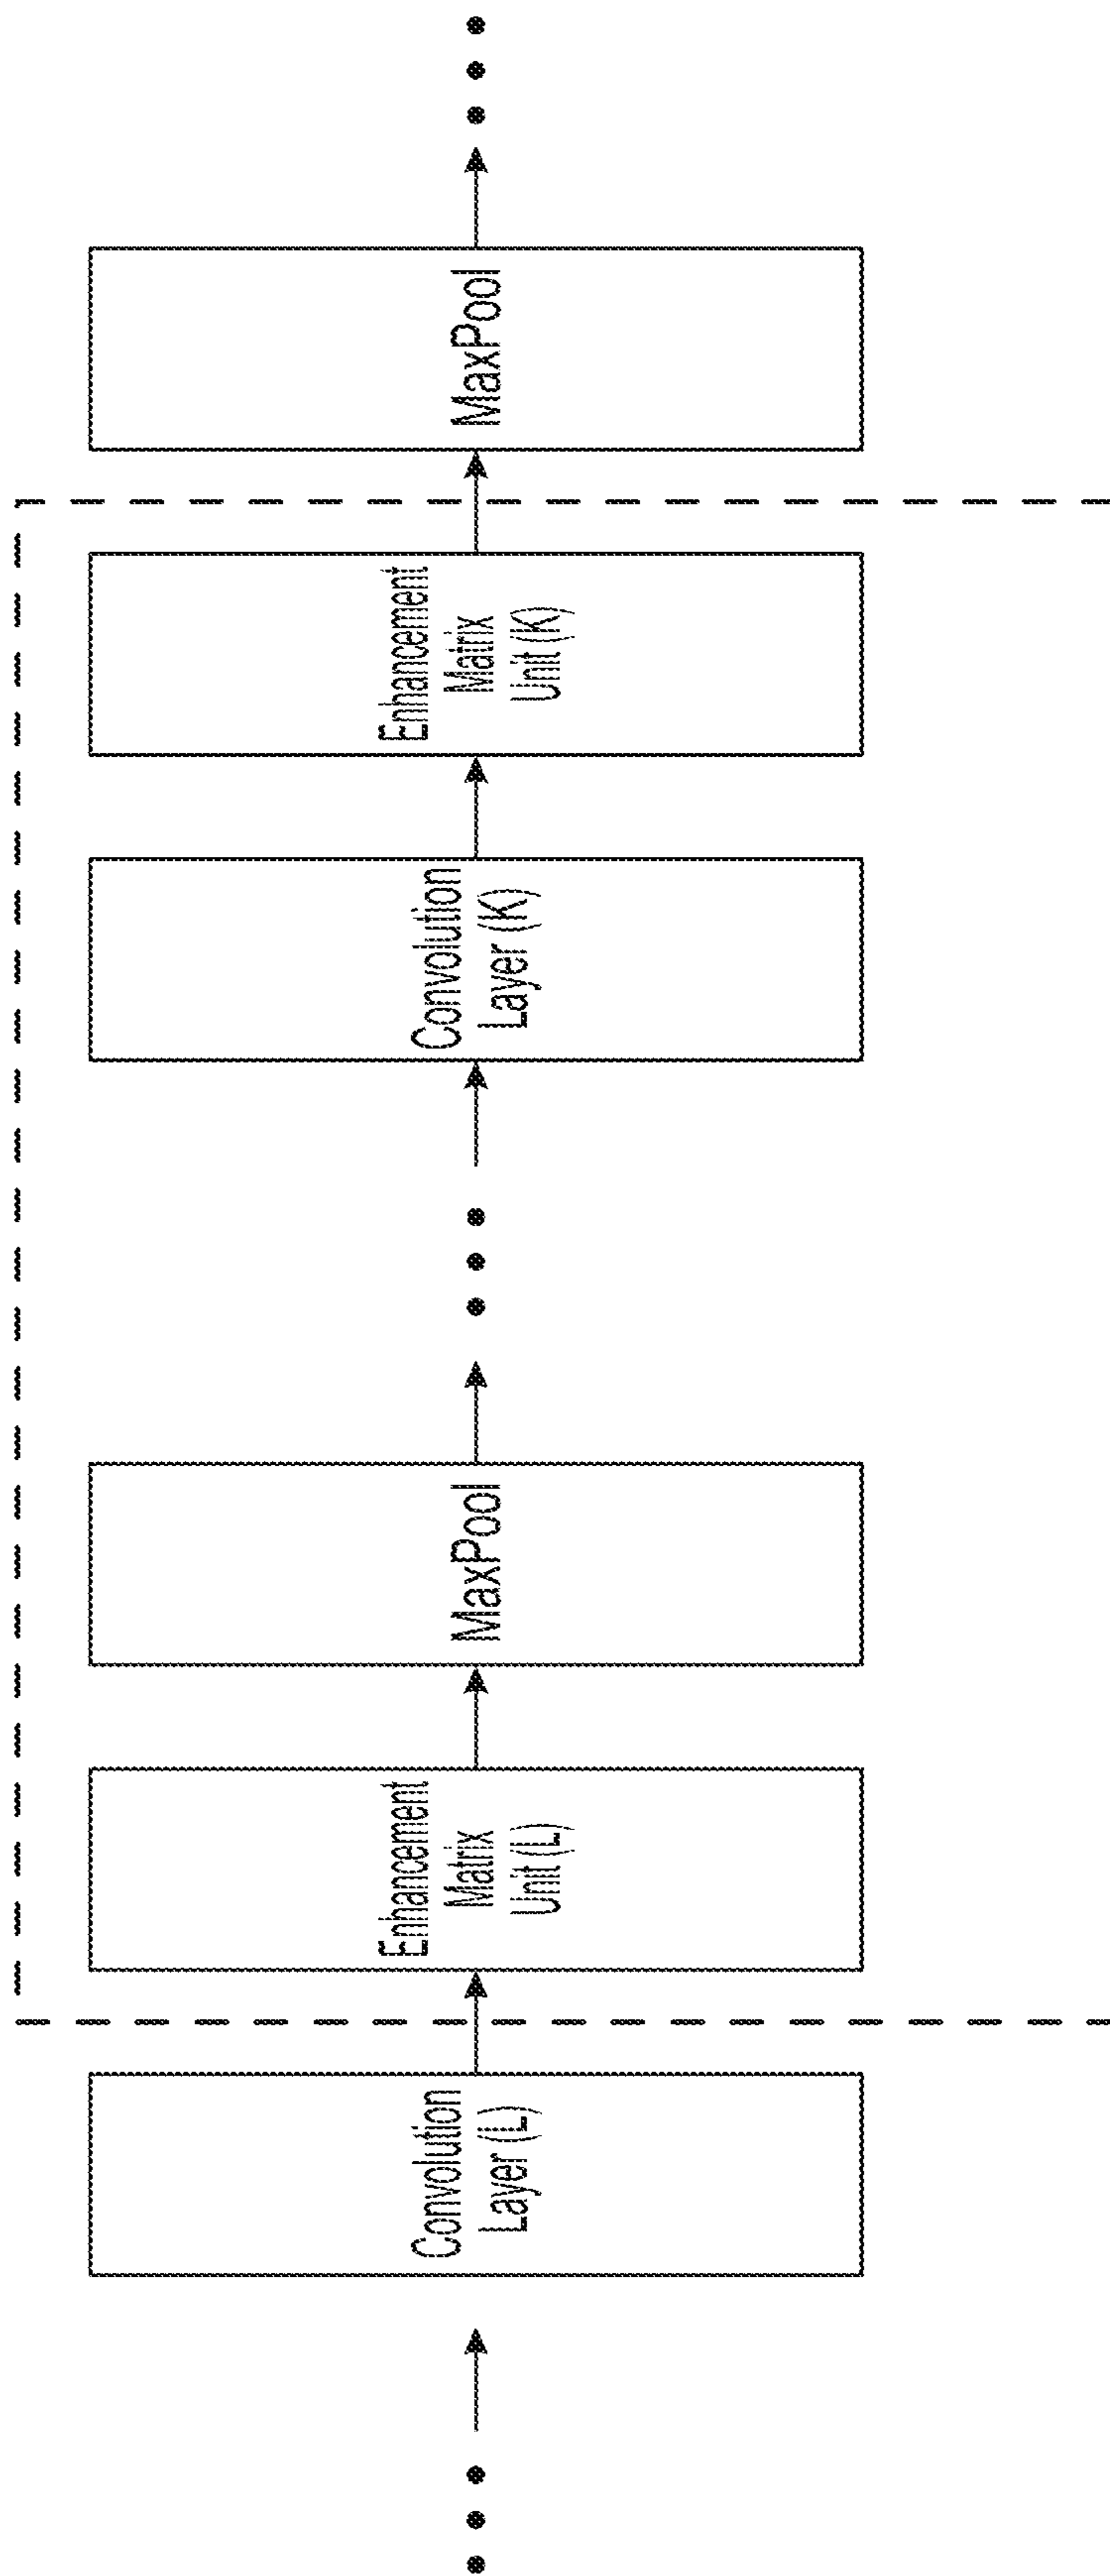 Convolution
Layer (L)
Enhancement
Matrix
Unit (L)
MaxPool
Convolution
Layer (K)
Enhancement
Matrix
Unit (K)
MaxPool